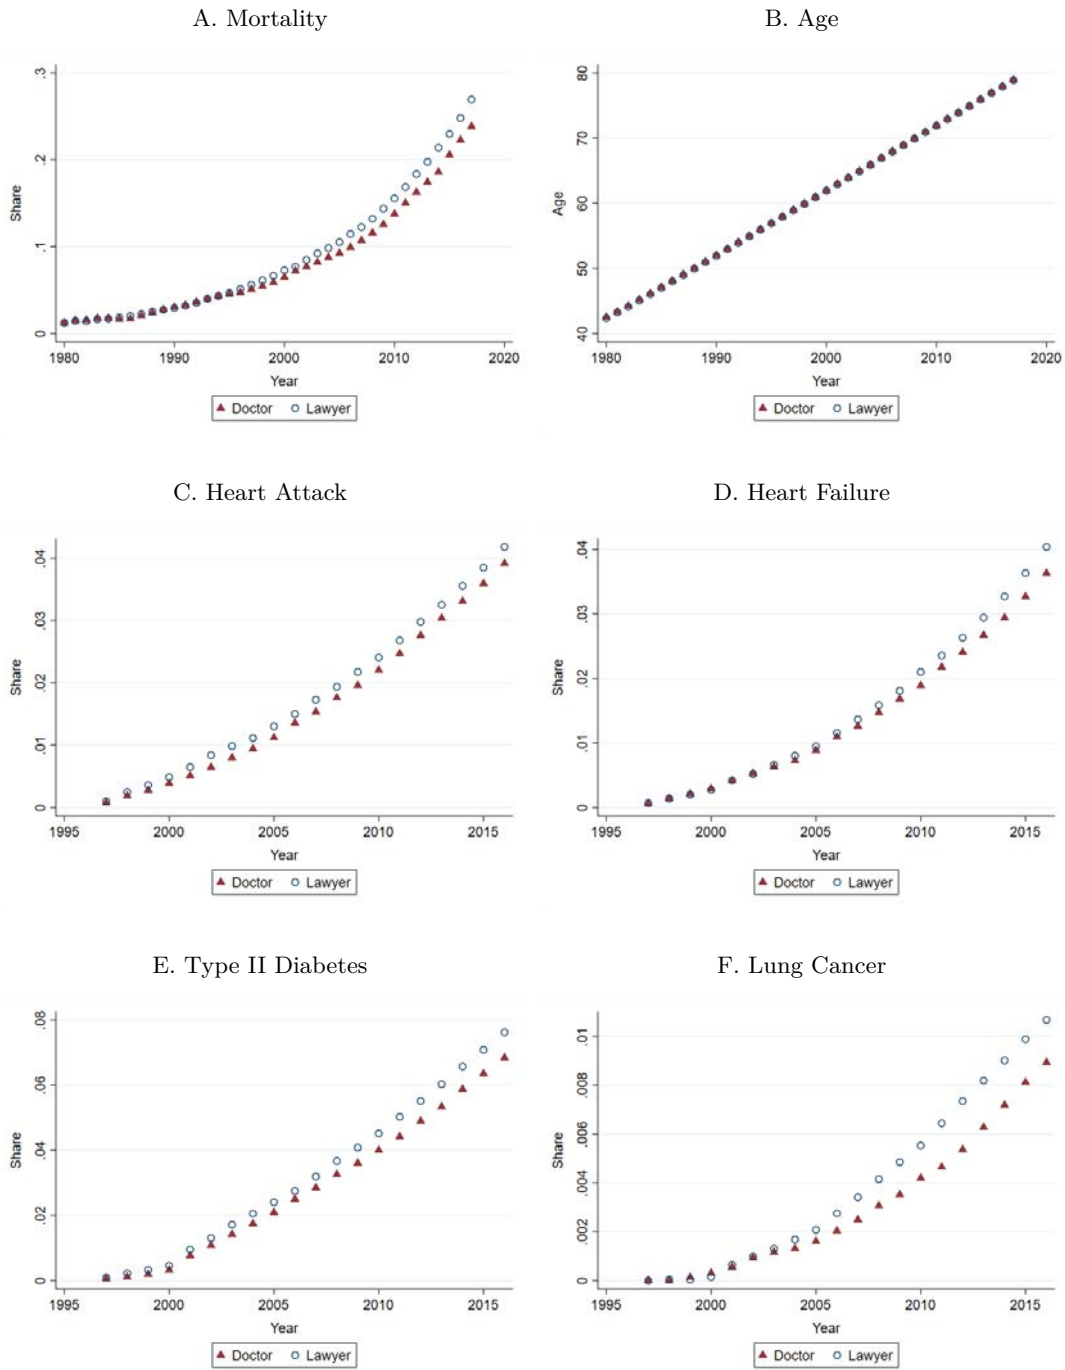 A. Mortality
B. Age
.3
.2
.1
0
Share
1980 1990 2000 2010 2020
Year
Doctor Lawyer
80
70
60
50
40
Age
1980 1990 2000 2010 2020
Year
Doctor Lawyer
C. Heart Attack
D. Heart Failure
.04
.03
.02
.01
0
Share
1995 2000 2005 2010 2015
Year
Doctor Lawyer
.04
.03
.02
.01
0
Share
1995 2000 2005 2010 2015
Year
Doctor Lawyer
E. Type II Diabetes
F. Lung Cancer
.08
.06
.04
.02
0
Share
1995 2000 2005 2010 2015
Year
Doctor Lawyer
.01
.008
.006
.004
.002
0
Share
1995 2000 2005 2010 2015
Year
Doctor Lawyer